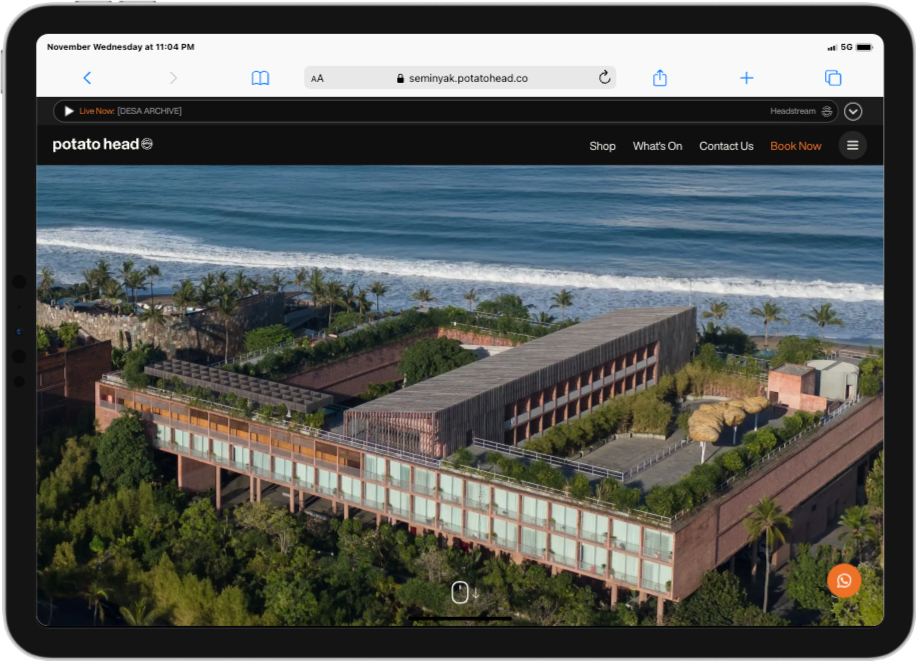 November Wednesday at 11:04 PM
5G
AA
seminyak.potatohead.co
Live Now: [DESA ARCHIVE]
Headstream
potato head
Shop
What's On
Contact Us
Book Now